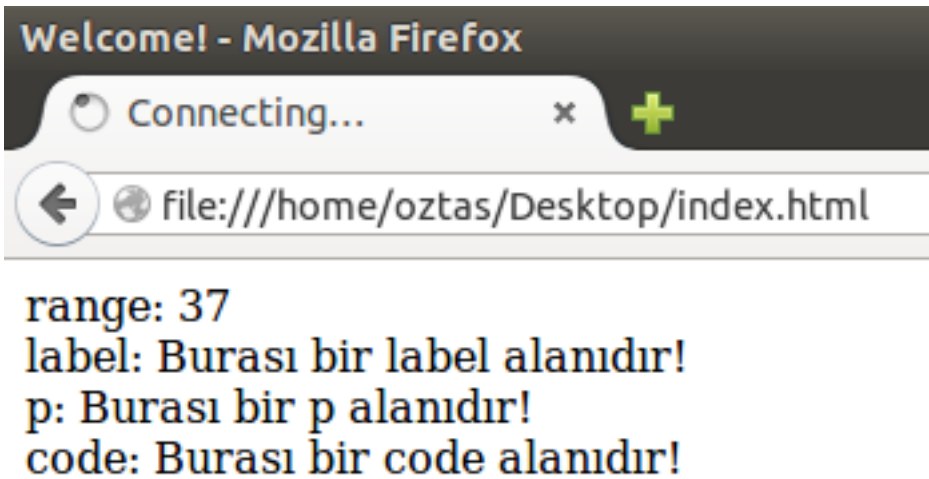 Welcome! - Mozilla Firefox
Connecting...
file:///home/oztas/Desktop/index.html
range: 37
label: Burası bir label alanıdır!
p: Burası bir p alanıdır!
code: Burası bir code alanıdır!